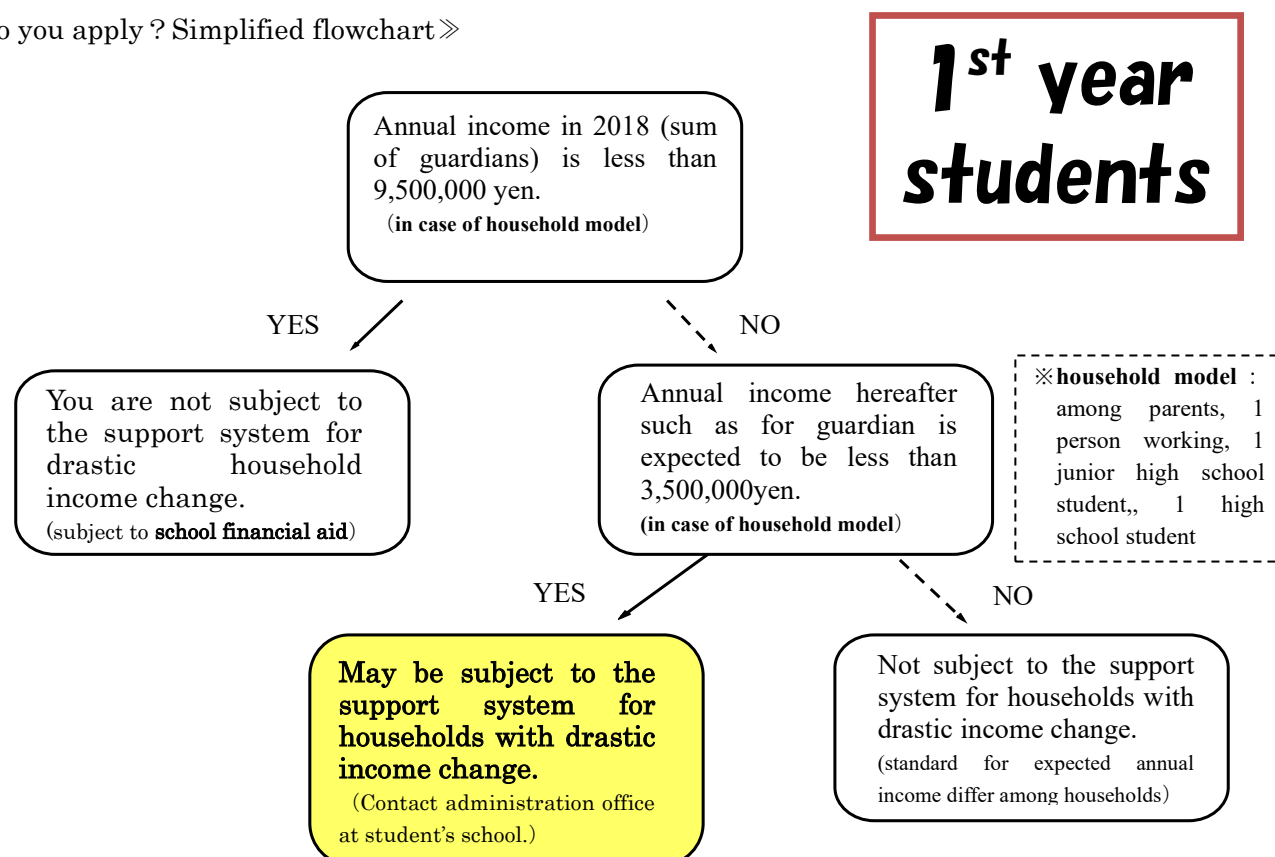 o you apply？Simplified flowchart≫
1st year
students
Annual income in 2018 (sum
of guardians) is less than
9,500,000 yen.
（in case of household model）
YES
NO
You are not subject to
the support system for
drastic household
income change.
(subject to school financial aid）
Annual income hereafter
such as for guardian is
expected to be less than
3,500,000yen.
(in case of household model）
※household model：
among parents, 1
person working, 1
junior high school
student,, 1 high
school student
YES
NO
May be subject to the
support system for
households with drastic
income change.
（Contact administration office
at student's school.）
Not subject to the support
system for households with
drastic income change.
(standard for expected annual
income differ among households）